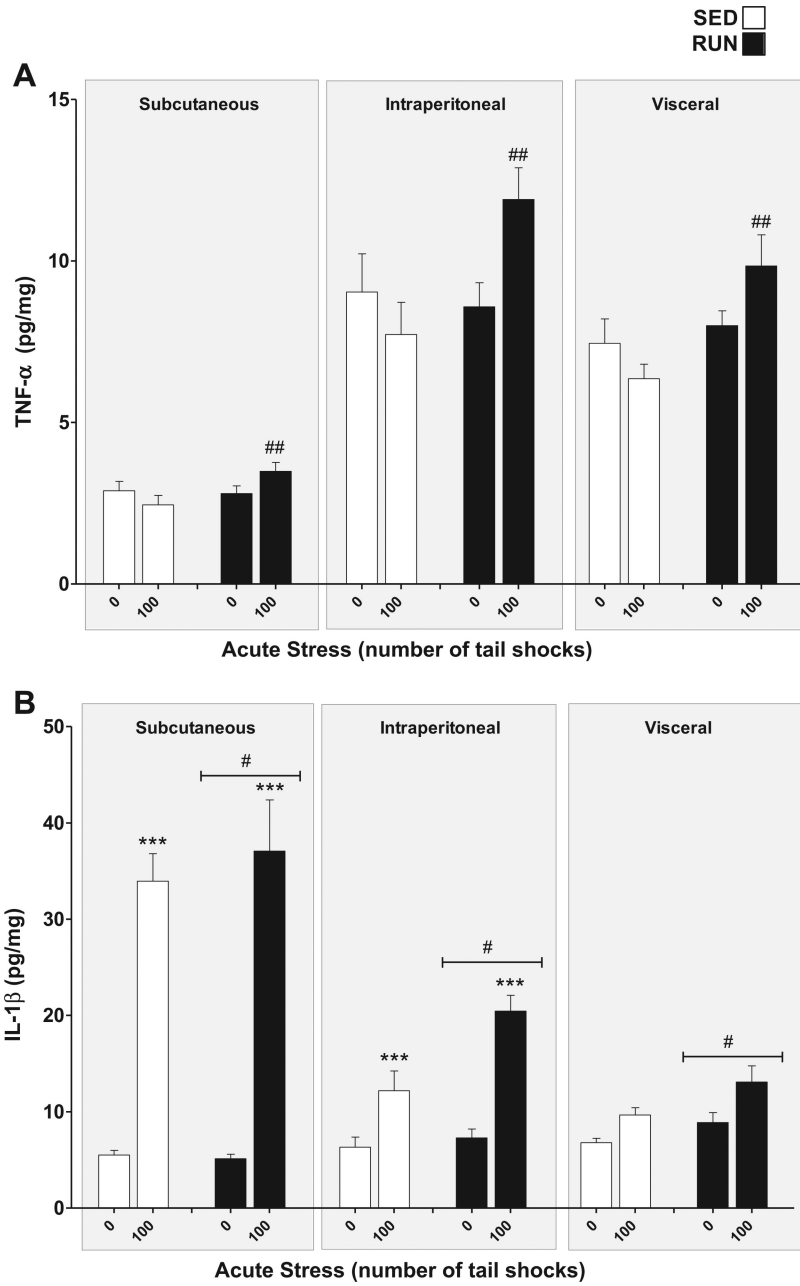 SED
RUN
A
Subcutaneous Intraperitoneal Visceral
15
10
5
0
TNF-α (pg/mg)
## ## ##
0 100 0 100 0 100 0 100 0 100 0 100
Acute Stress (number of tail shocks)
B
Subcutaneous Intraperitoneal Visceral
50
40
30
20
10
0
IL-1β (pg/mg)
*** # *** *** # *** #
0 100 0 100 0 100 0 100 0 100 0 100
Acute Stress (number of tail shocks)